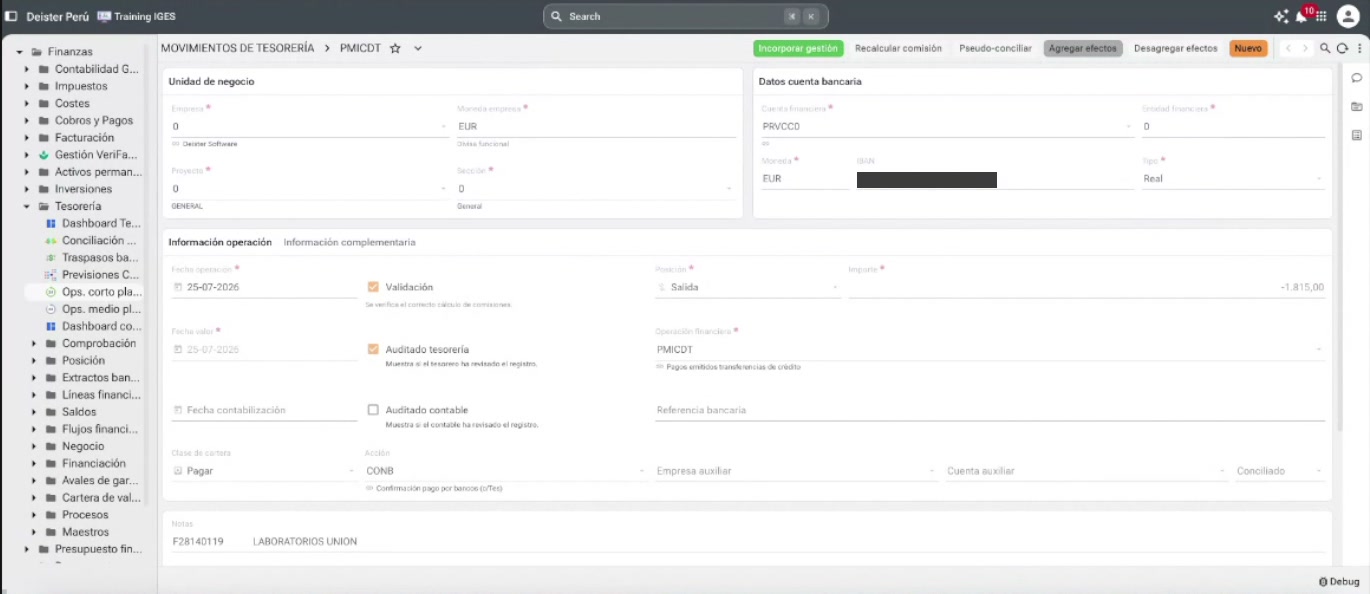 Deister Perú Training IGES
Search ⌘ K
10
Finanzas
Contabilidad G...
Impuestos
Costes
Cobros y Pagos
Facturación
Gestión VeriFa...
Activos perman...
Inversiones
Tesorería
Dashboard Te...
Conciliación ...
Traspasos ba...
Previsiones C...
Ops. corto pla...
Ops. medio pl...
Dashboard co...
Comprobación
Posición
Extractos ban...
Líneas financi...
Saldos
Flujos financi...
Negocio
Financiación
Avales de gar...
Cartera de val...
Procesos
Maestros
Presupuesto fin...
MOVIMIENTOS DE TESORERÍA > PMICDT
Incorporar gestión Recalcular comisión Pseudo-conciliar Agregar efectos Desagregar efectos Nuevo
Unidad de negocio
Empresa * Moneda empresa *
0 EUR
Deister Software Divisa funcional
Proyecto * Sección *
0 0
GENERAL General
Datos cuenta bancaria
Cuenta financiera * Entidad financiera *
PRVCCD 0
Moneda * IBAN Tipo *
EUR Real
Información operación Información complementaria
Fecha operación * Posición * Importe *
25-07-2026 Validación Salida -1.815,00
Se verifica el correcto cálculo de comisiones.
Fecha valor * Operación financiera *
25-07-2026 Auditado tesorería PMICDT
Muestra si el tesorero ha revisado el registro. Pagos emitidos transferencias de crédito
Fecha contabilización Auditado contable Referencia bancaria
Muestra si el contable ha revisado el registro.
Clase de cartera Acción
Pagar CONB Empresa auxiliar Cuenta auxiliar Conciliado
Confirmación pago por bancos (c/Tes)
Notas
F28140119 LABORATORIOS UNION
Debug